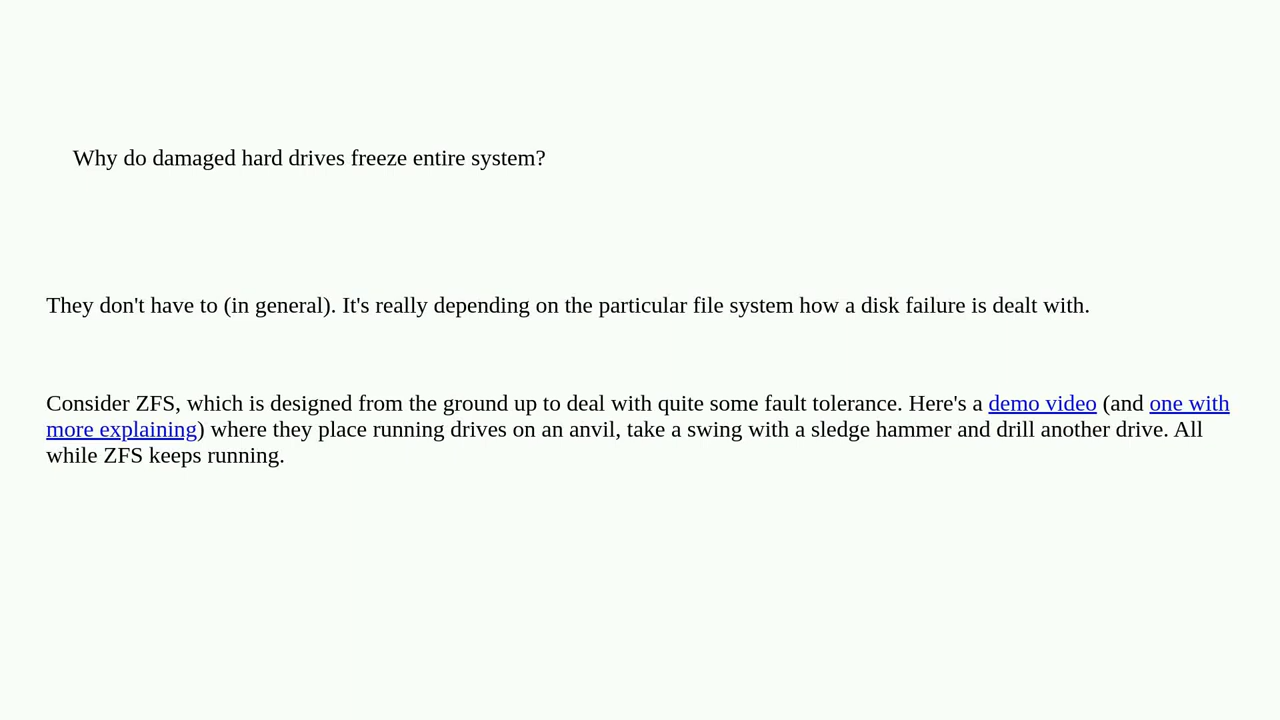 Why do damaged hard drives freeze entire system?
They don't have to (in general). It's really depending on the particular file system how a disk failure is dealt with.
Consider ZFS, which is designed from the ground up to deal with quite some fault tolerance. Here's a demo video (and one with
more explaining) where they place running drives on an anvil, take a swing with a sledge hammer and drill another drive. All
while ZFS keeps running.